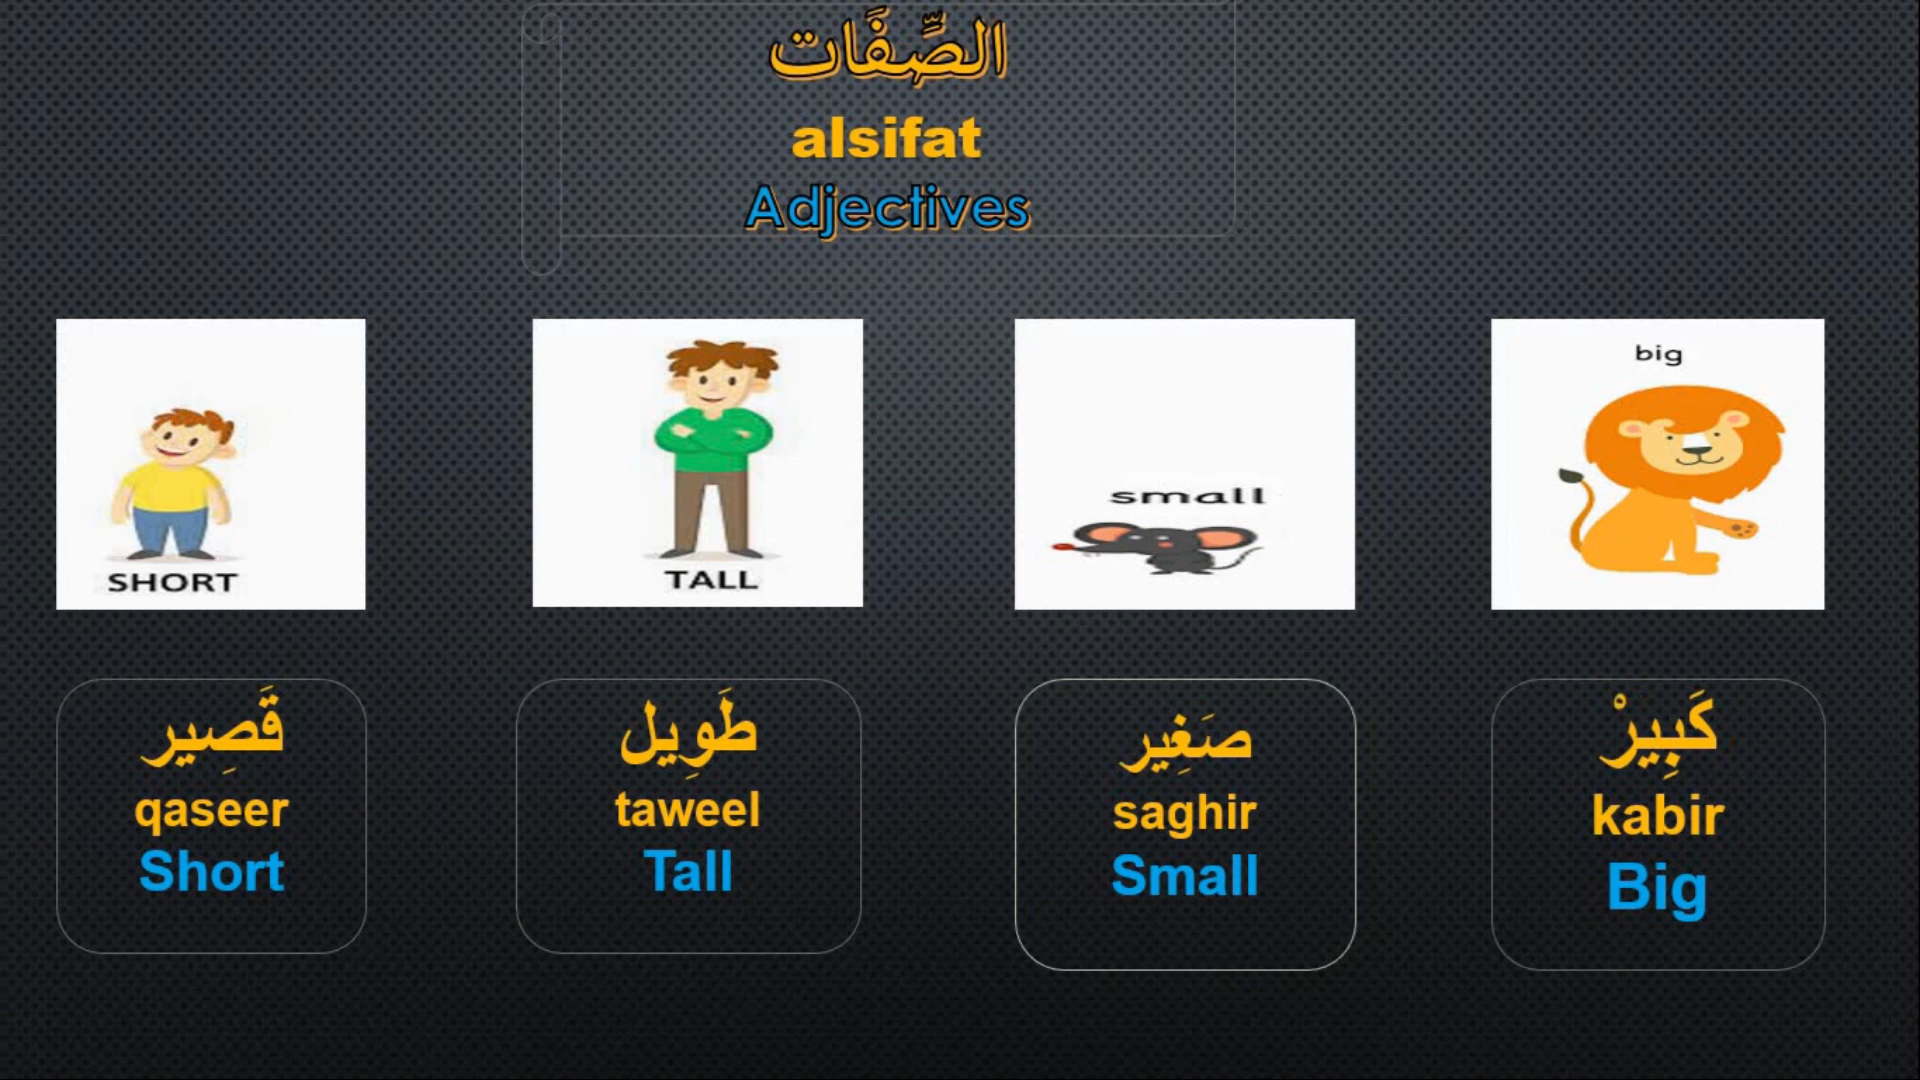 الصِّفَات
alsifat
Adjectives
SHORT
TALL
small
big
قَصِير
qaseer
Short
طَوِيل
taweel
Tall
صَغِير
saghir
Small
كَبِيرْ
kabir
Big